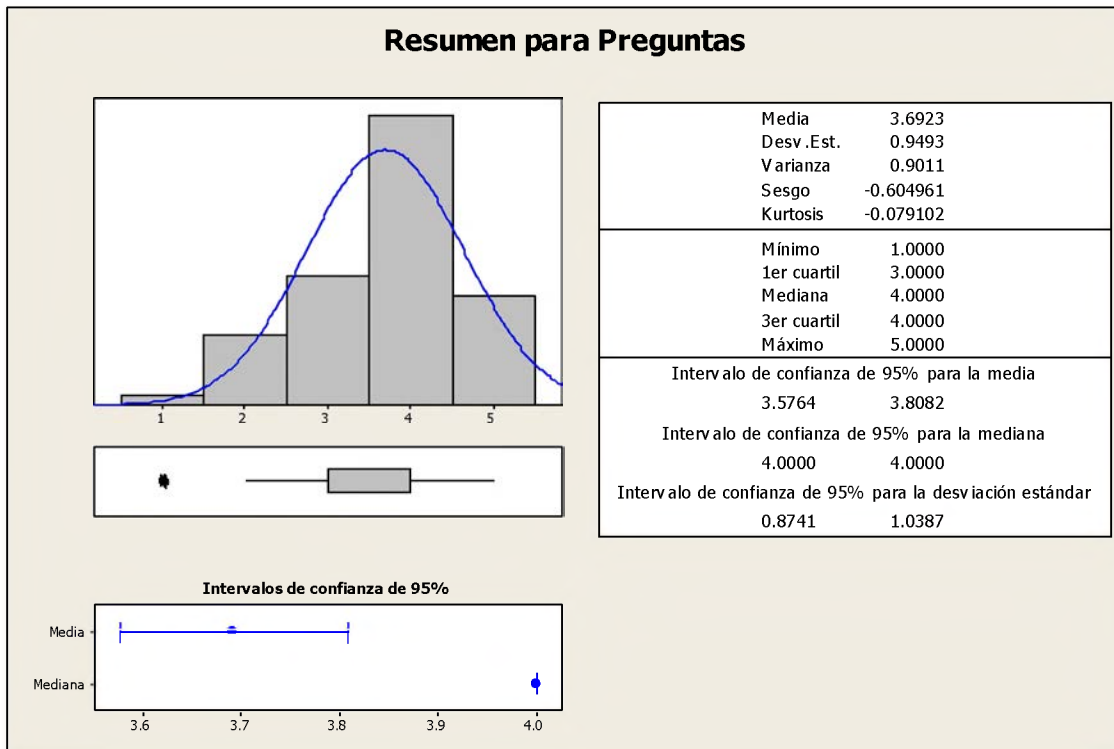 Resumen para Preguntas
1 2 3 4 5
Media 3.6923
Desv.Est. 0.9493
Varianza 0.9011
Sesgo -0.604961
Kurtosis -0.079102
Mínimo 1.0000
1er cuartil 3.0000
Mediana 4.0000
3er cuartil 4.0000
Máximo 5.0000
Intervalo de confianza de 95% para la media
3.5764 3.8082
Intervalo de confianza de 95% para la mediana
4.0000 4.0000
Intervalo de confianza de 95% para la desviación estándar
0.8741 1.0387
Intervalos de confianza de 95%
Media
Mediana
3.6 3.7 3.8 3.9 4.0